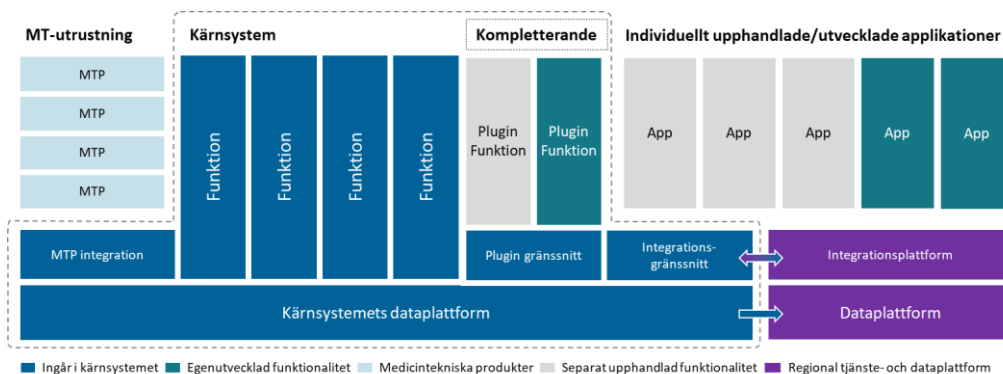 MT-utrustning
Kärnsystem
Kompletterande
Individuellt upphandlade/utvecklade applikationer
MTP
MTP
MTP
MTP
Funktion
Funktion
Funktion
Funktion
Plugin
Funktion
Plugin
Funktion
App
App
App
App
App
MTP integration
Plugin gränssnitt
Integrations-
gränssnitt
Integrationsplattform
Kärnsystemets dataplattform
Dataplattform
Ingår i kärnsystemet
Egenutvecklad funktionalitet
Medicintekniska produkter
Separat upphandlad funktionalitet
Regional tjänste- och dataplattform